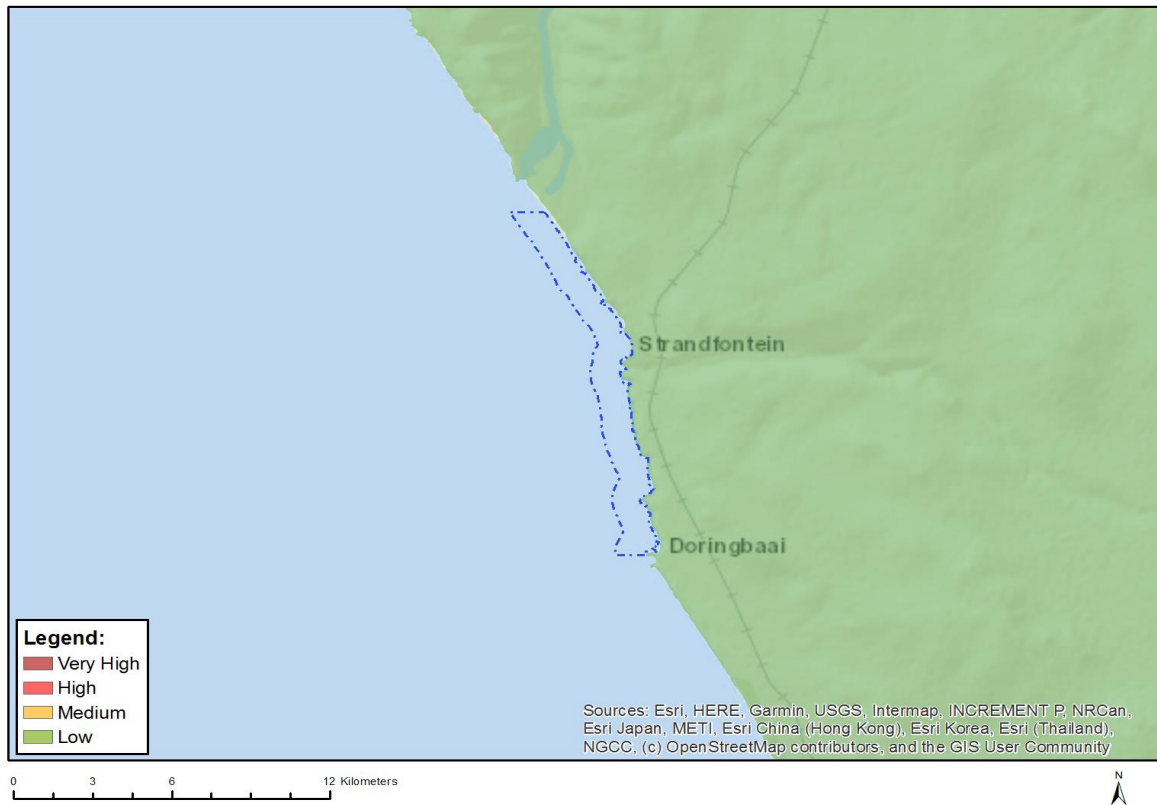 Strandfontein
Doringbaai
Legend:
Very High
High
Medium
Low
Sources: Esri, HERE, Garmin, USGS, Intermap, INCREMENT P, NRCan,
Esri Japan, METI, Esri China (Hong Kong), Esri Korea, Esri (Thailand),
NGCC, (c) OpenStreetMap contributors, and the GIS User Community
0 3 6 12 Kilometers
N